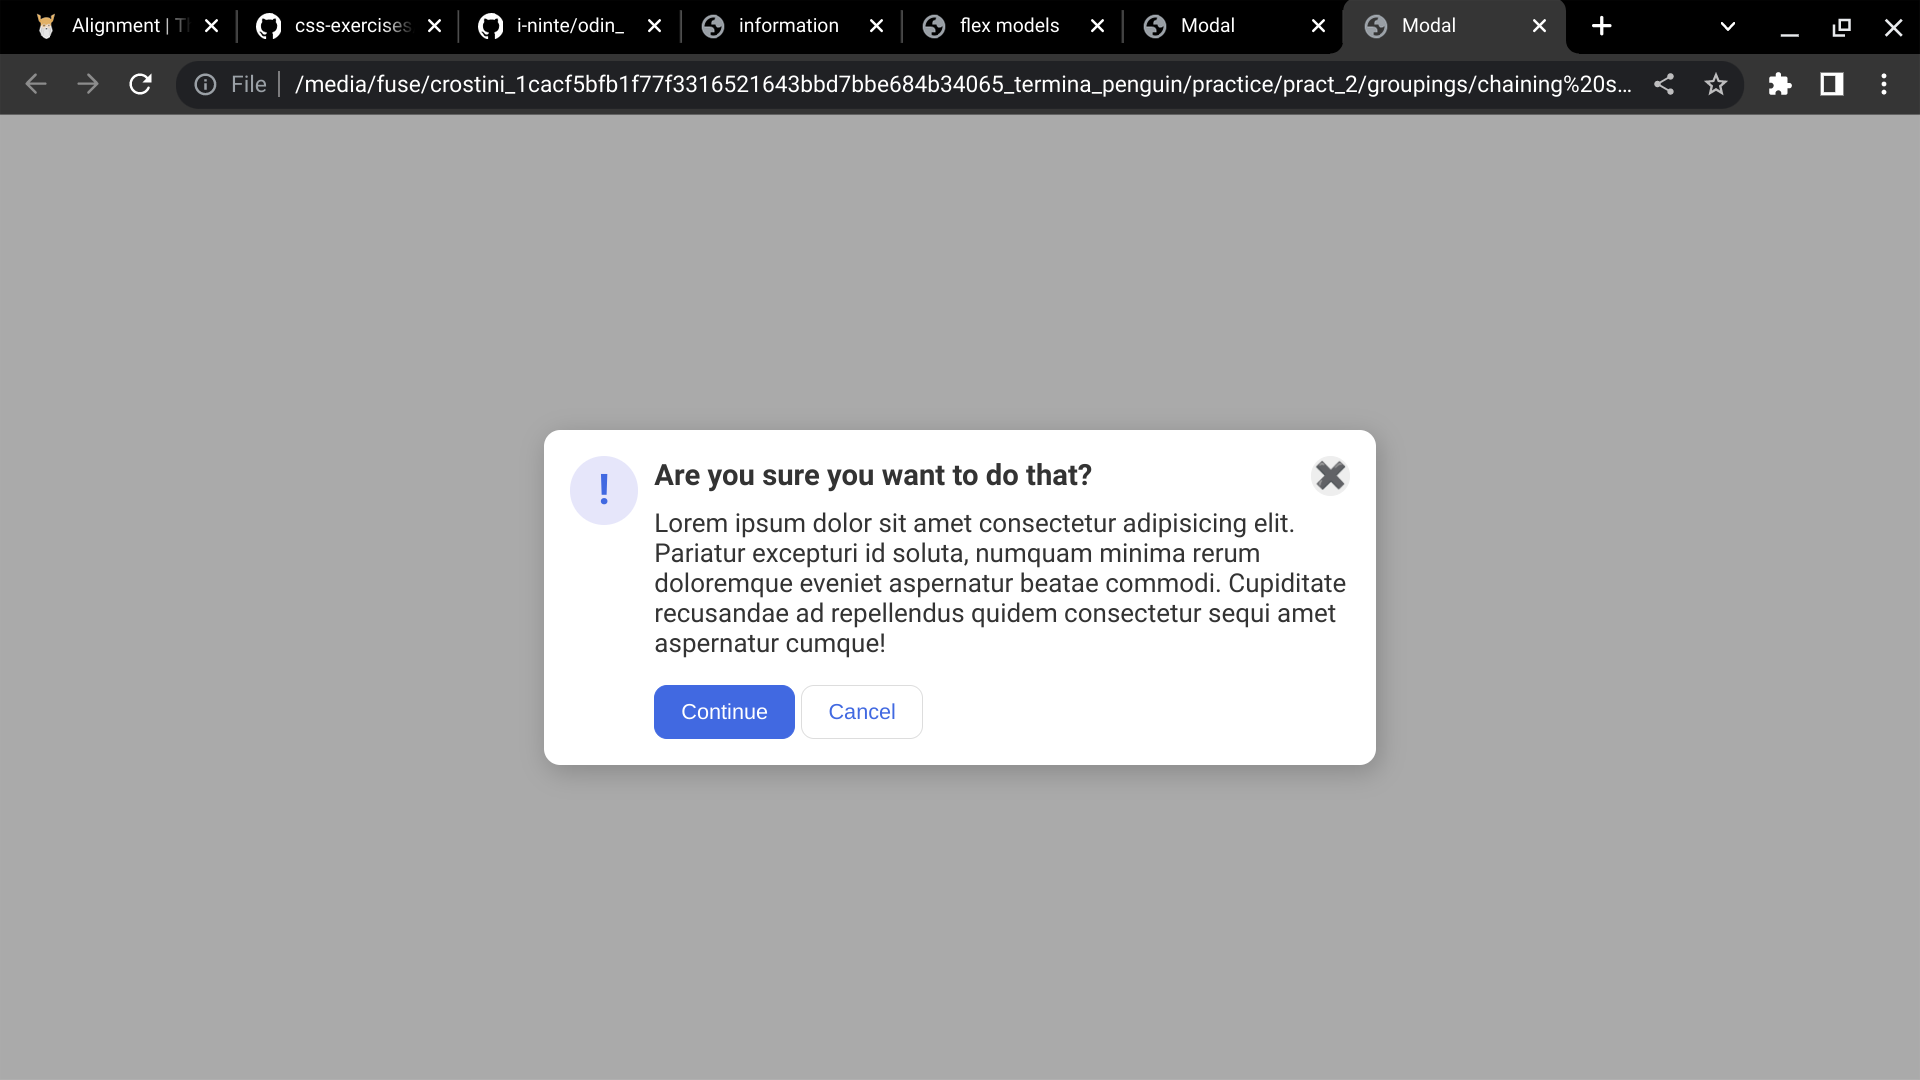 Alignment | Th
css-exercises
i-ninte/odin_
information
flex models
Modal
Modal
File
/media/fuse/crostini_1cacf5bfb1f77f3316521643bbd7bbe684b34065_termina_penguin/practice/pract_2/groupings/chaining%20s...
!
Are you sure you want to do that?
Lorem ipsum dolor sit amet consectetur adipisicing elit.
Pariatur excepturi id soluta, numquam minima rerum
doloremque eveniet aspernatur beatae commodi. Cupiditate
recusandae ad repellendus quidem consectetur sequi amet
aspernatur cumque!
Continue
Cancel